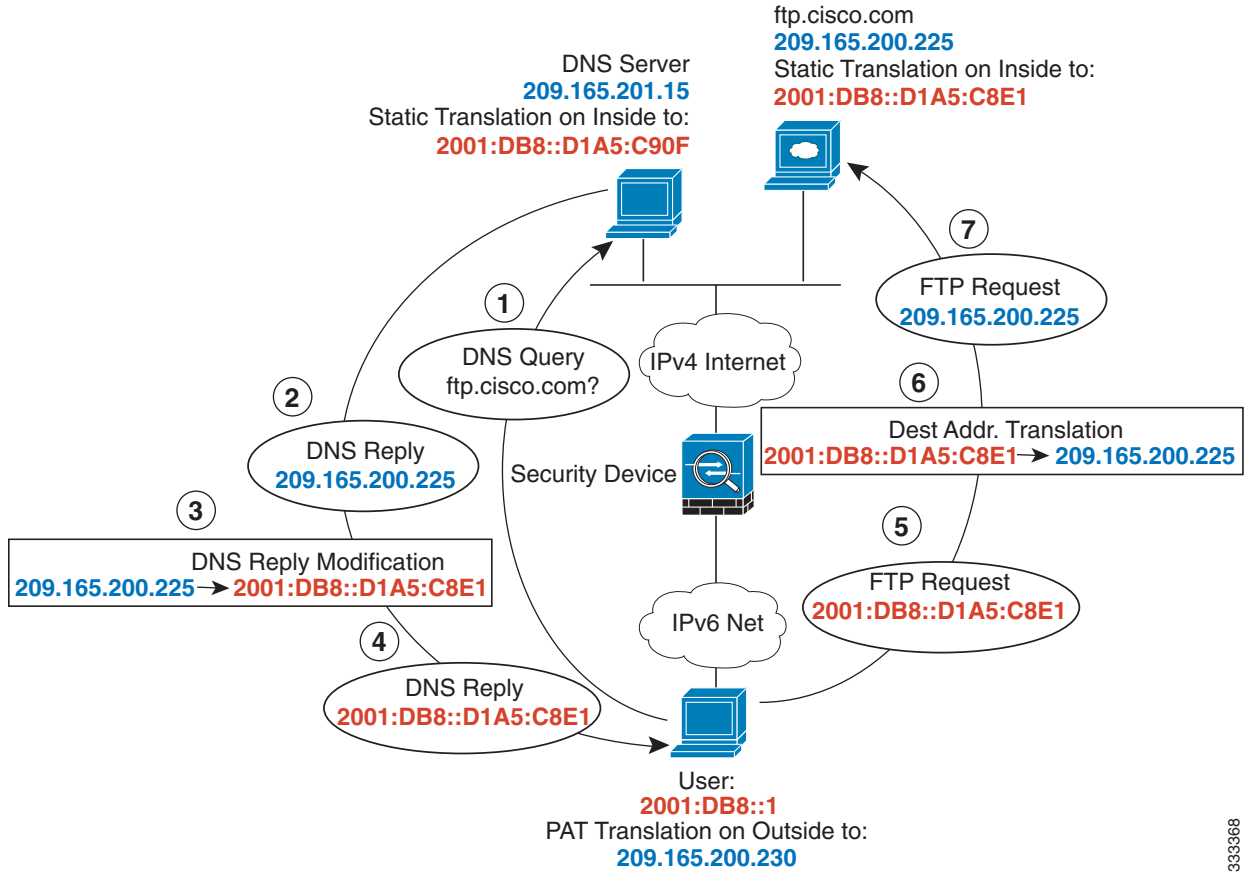 ftp.cisco.com
209.165.200.225
Static Translation on Inside to:
2001:DB8::D1A5:C8E1
DNS Server
209.165.201.15
Static Translation on Inside to:
2001:DB8::D1A5:C90F
7
FTP Request
209.165.200.225
1
DNS Query
ftp.cisco.com?
IPv4 Internet
6
Dest Addr. Translation
2001:DB8::D1A5:C8E1 → 209.165.200.225
2
DNS Reply
209.165.200.225
Security Device
3
DNS Reply Modification
209.165.200.225 → 2001:DB8::D1A5:C8E1
5
FTP Request
2001:DB8::D1A5:C8E1
IPv6 Net
4
DNS Reply
2001:DB8::D1A5:C8E1
User:
2001:DB8::1
PAT Translation on Outside to:
209.165.200.230
333368